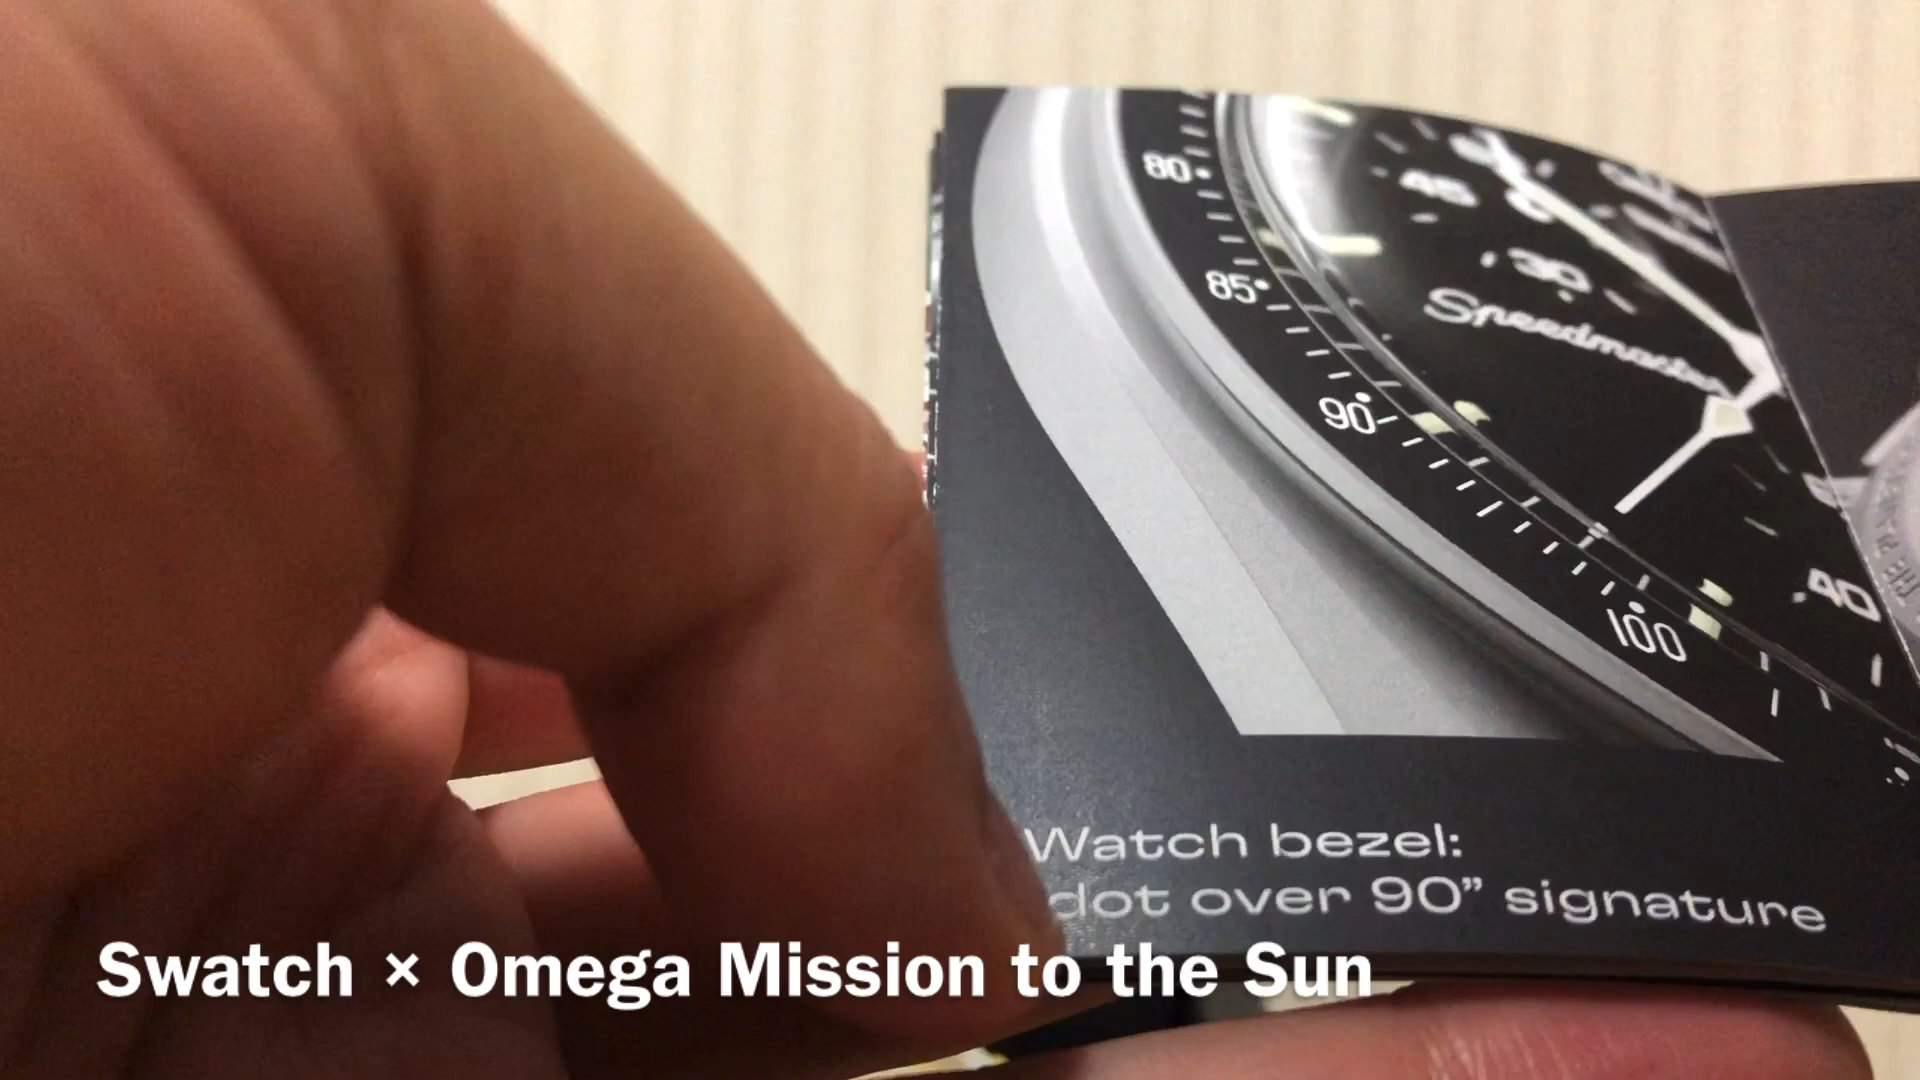 80
45
30
85
Speedmaster
90
40
100
Watch bezel:
dot over 90” signature
Swatch × Omega Mission to the Sun